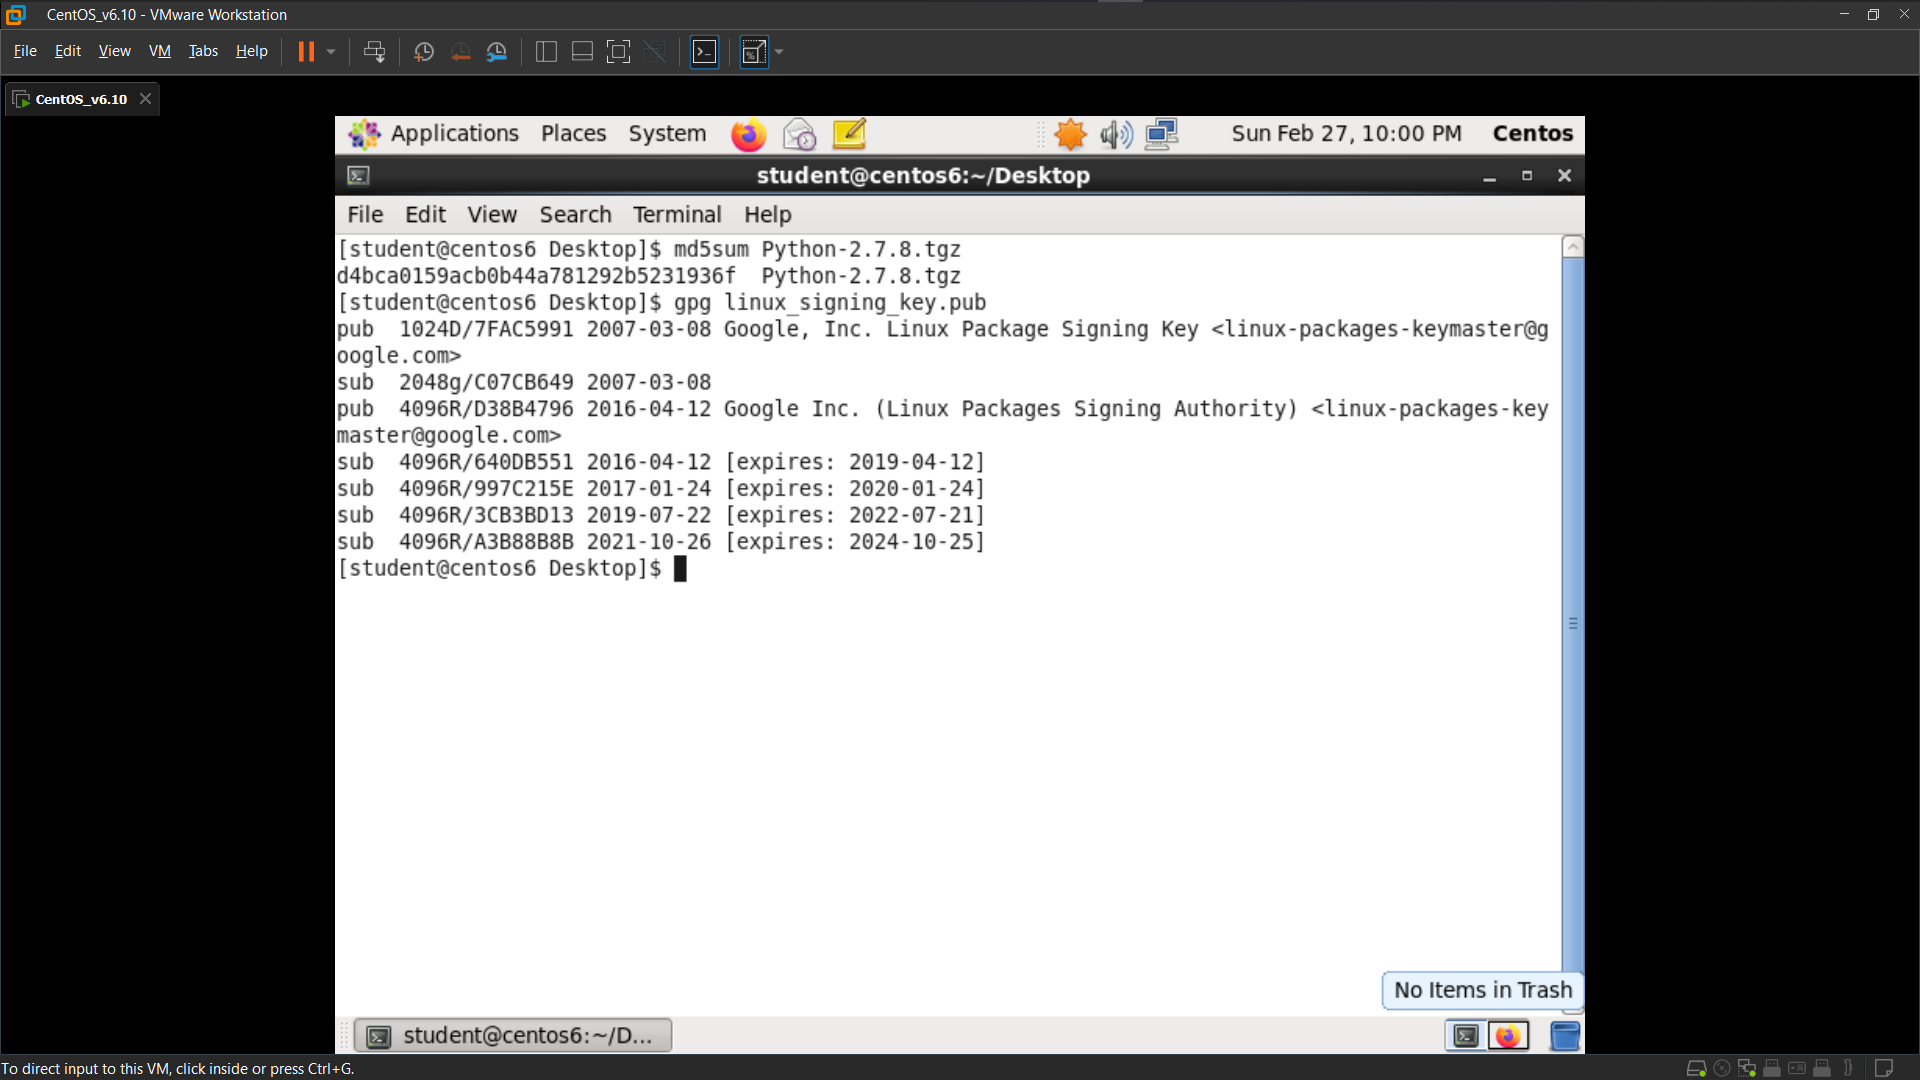 CentOS_v6.10 - VMware Workstation
File Edit View VM Tabs Help
CentOS_v6.10
Applications Places System Sun Feb 27, 10:00 PM Centos
student@centos6:~/Desktop
File Edit View Search Terminal Help
[student@centos6 Desktop]$ md5sum Python-2.7.8.tgz
d4bca0159acb0b44a781292b5231936f  Python-2.7.8.tgz
[student@centos6 Desktop]$ gpg linux_signing_key.pub
pub  1024D/7FAC5991 2007-03-08 Google, Inc. Linux Package Signing Key <linux-packages-keymaster@g
oogle.com>
sub  2048g/C07CB649 2007-03-08
pub  4096R/D38B4796 2016-04-12 Google Inc. (Linux Packages Signing Authority) <linux-packages-key
master@google.com>
sub  4096R/640DB551 2016-04-12 [expires: 2019-04-12]
sub  4096R/997C215E 2017-01-24 [expires: 2020-01-24]
sub  4096R/3CB3BD13 2019-07-22 [expires: 2022-07-21]
sub  4096R/A3B88B8B 2021-10-26 [expires: 2024-10-25]
[student@centos6 Desktop]$
No Items in Trash
student@centos6:~/D...
To direct input to this VM, click inside or press Ctrl+G.